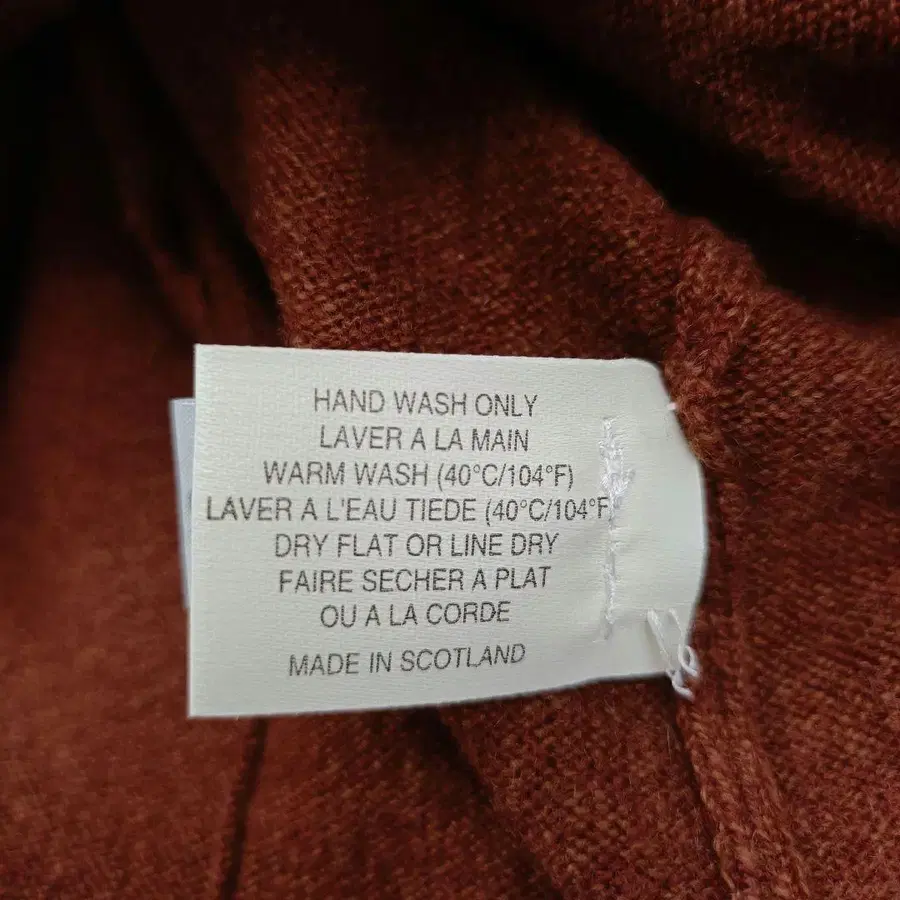 HAND WASH ONLY
LAVER A LA MAIN
WARM WASH (40°C/104°F)
LAVER A L'EAU TIEDE (40°C/104°F
DRY FLAT OR LINE DRY
FAIRE SECHER A PLAT
OU A LA CORDE
MADE IN SCOTLAND